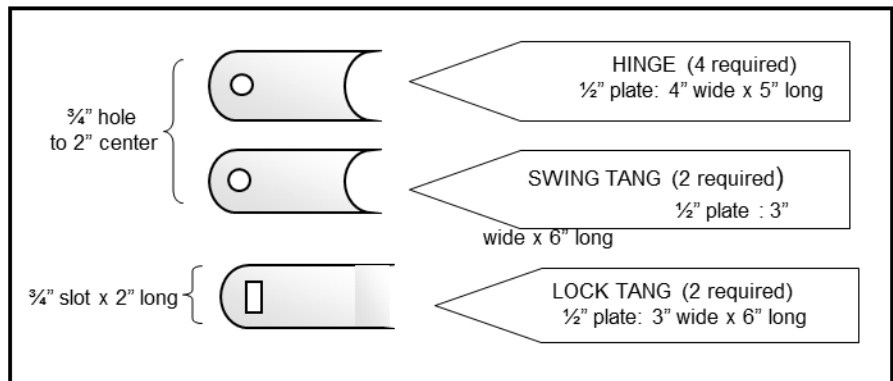 HINGE (4 required)
½” plate: 4” wide x 5” long
¾” hole
to 2” center
SWING TANG (2 required)
½” plate : 3”
wide x 6” long
¾” slot x 2” long
LOCK TANG (2 required)
½” plate: 3” wide x 6” long